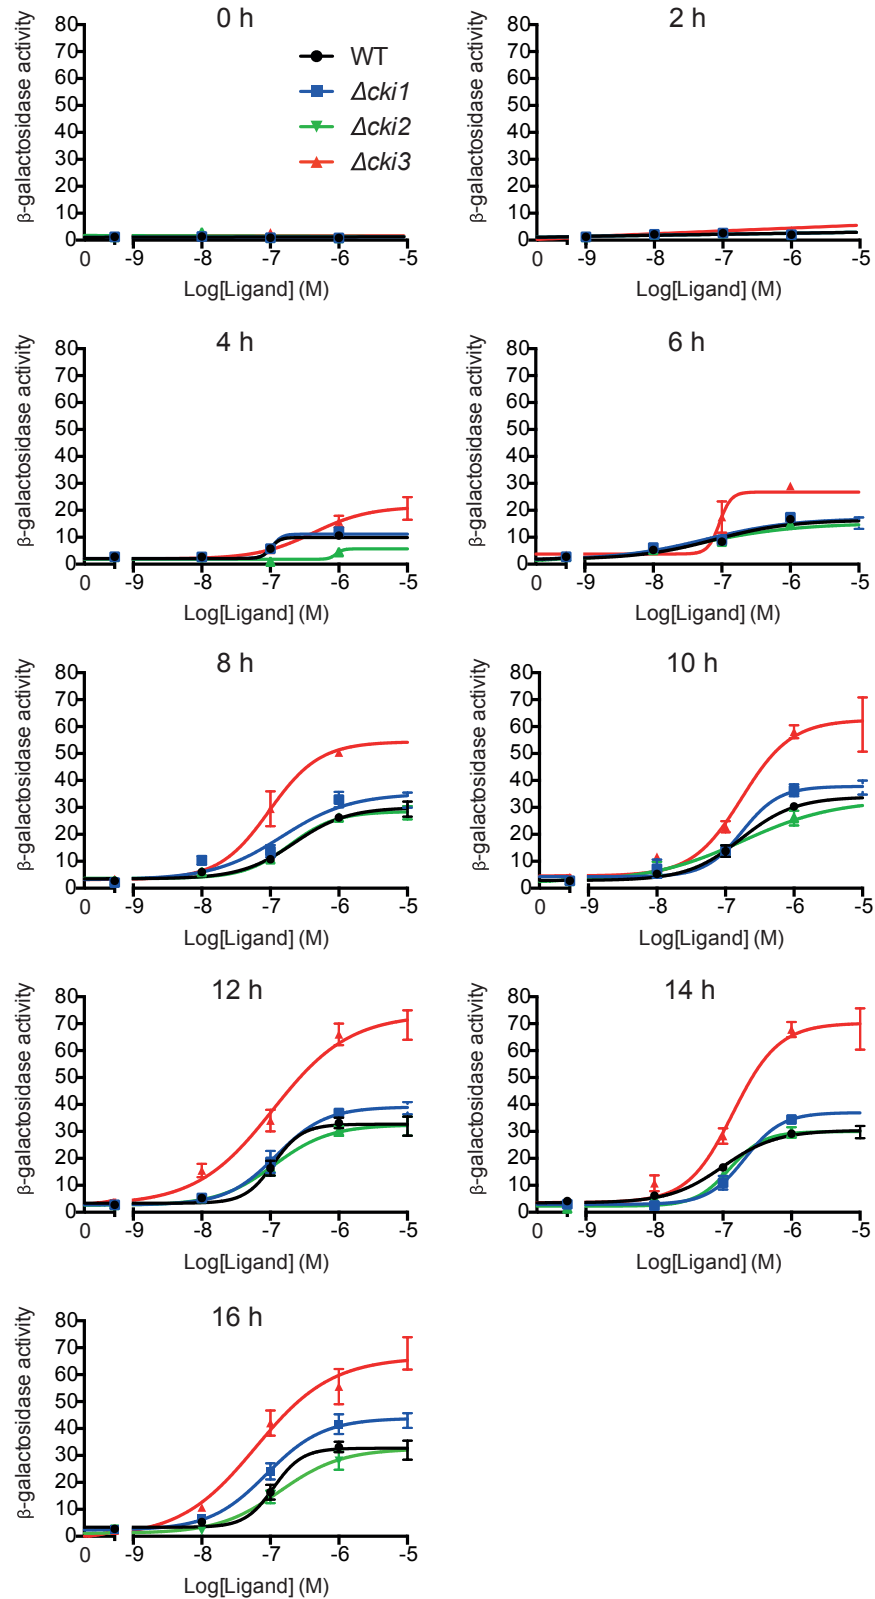 0 h
β-galactosidase activity
80
70
60
50
40
30
20
10
0
0 -9 -8 -7 -6 -5
Log[Ligand] (M)
WT
Δcki1
Δcki2
Δcki3
2 h
β-galactosidase activity
80
70
60
50
40
30
20
10
0
0 -9 -8 -7 -6 -5
Log[Ligand] (M)
4 h
β-galactosidase activity
80
70
60
50
40
30
20
10
0
0 -9 -8 -7 -6 -5
Log[Ligand] (M)
6 h
β-galactosidase activity
80
70
60
50
40
30
20
10
0
0 -9 -8 -7 -6 -5
Log[Ligand] (M)
8 h
β-galactosidase activity
80
70
60
50
40
30
20
10
0
0 -9 -8 -7 -6 -5
Log[Ligand] (M)
10 h
β-galactosidase activity
80
70
60
50
40
30
20
10
0
0 -9 -8 -7 -6 -5
Log[Ligand] (M)
12 h
β-galactosidase activity
80
70
60
50
40
30
20
10
0
0 -9 -8 -7 -6 -5
Log[Ligand] (M)
14 h
β-galactosidase activity
80
70
60
50
40
30
20
10
0
0 -9 -8 -7 -6 -5
Log[Ligand] (M)
16 h
β-galactosidase activity
80
70
60
50
40
30
20
10
0
0 -9 -8 -7 -6 -5
Log[Ligand] (M)